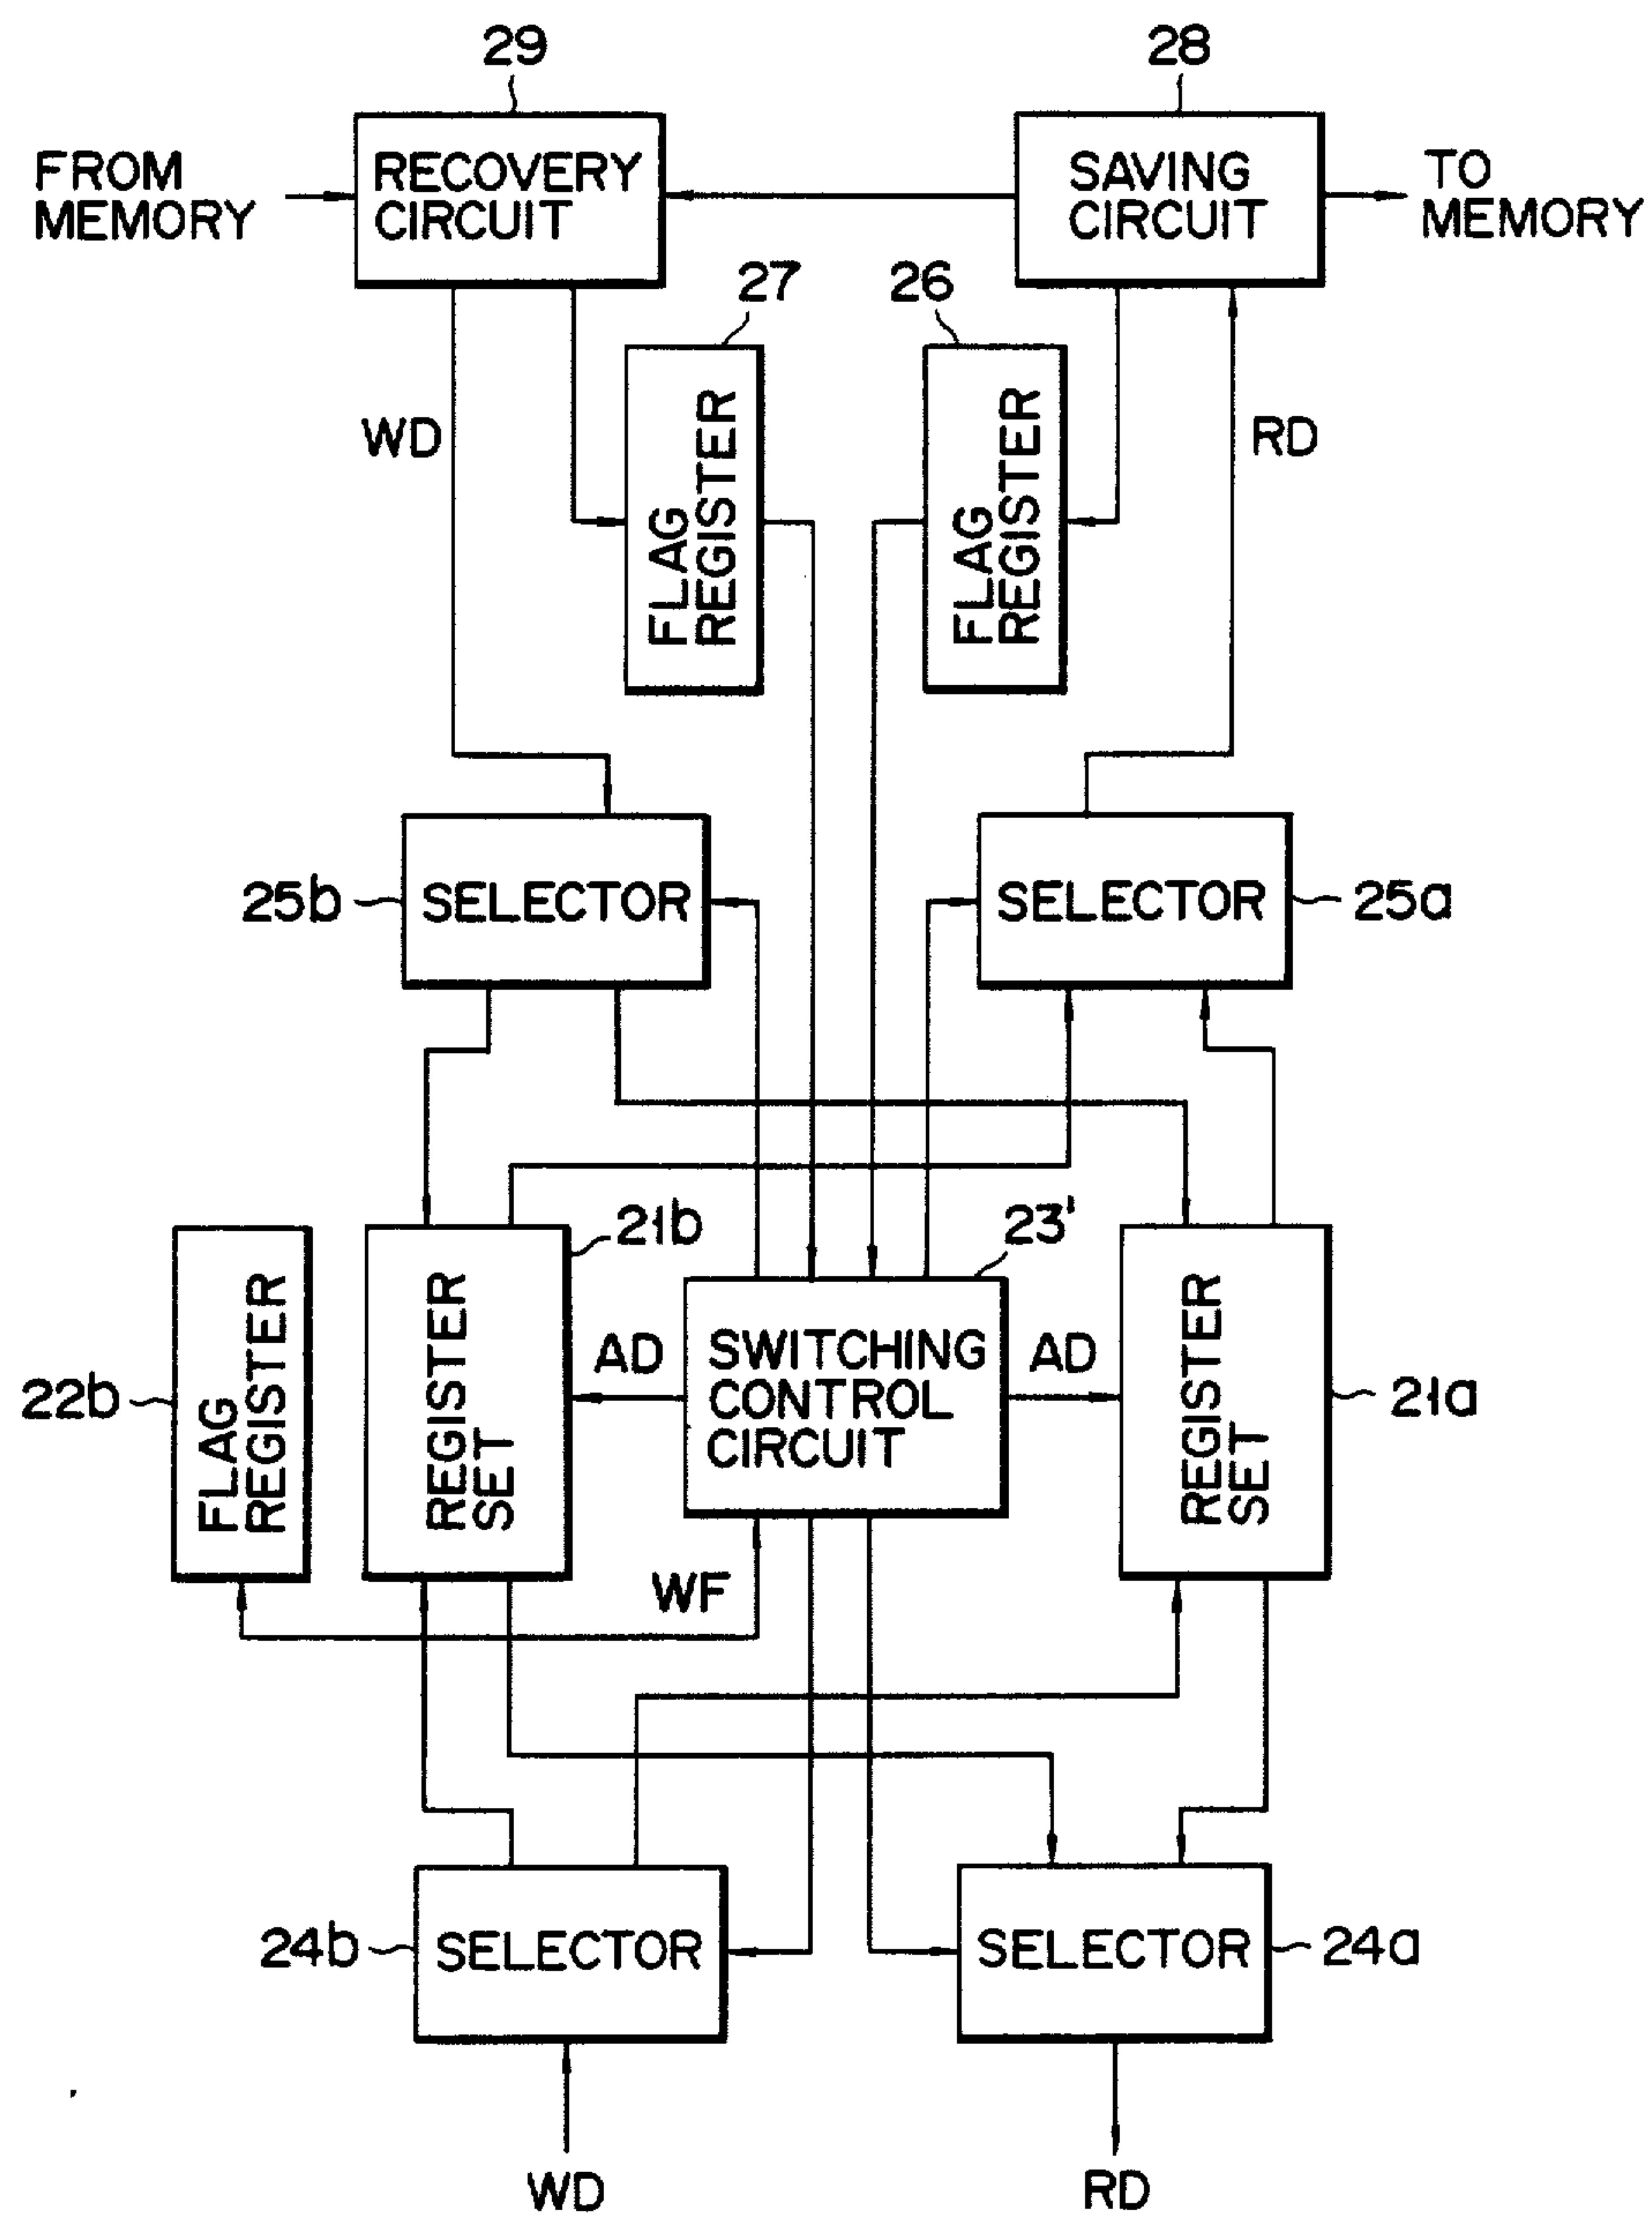 29
28
FROM
MEMORY
RECOVERY
CIRCUIT
SAVING
CIRCUIT
TO
MEMORY
27
26
WD
FLAG
REGISTER
FLAG
REGISTER
RD
25b
SELECTOR
SELECTOR
25a
21b
23'
22b
FLAG
REGISTER
REGISTER
SET
AD
SWITCHING
CONTROL
CIRCUIT
AD
REGISTER
SET
21a
WF
24b
SELECTOR
SELECTOR
24a
WD
RD